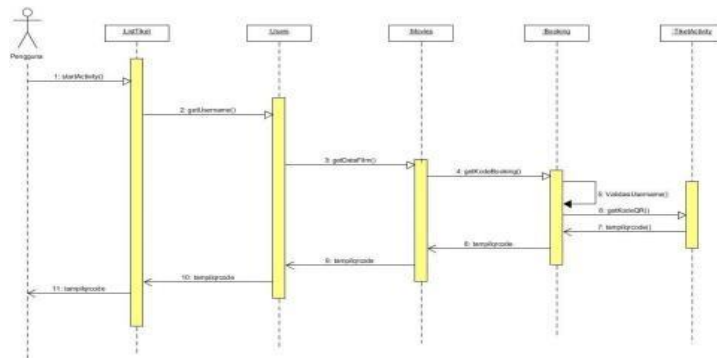 :ListTiket
:Users
:Movies
:Booking
:TiketActivity
Pengguna
1: startActivity()
2: getUsername()
3: getDataFilm()
4: getKodeBooking()
5: ValidasiUsername()
6: getKodeQR()
7: tampilqrcode()
8: tampilqrcode
9: tampilqrcode
10: tampilqrcode
11: tampilqrcode